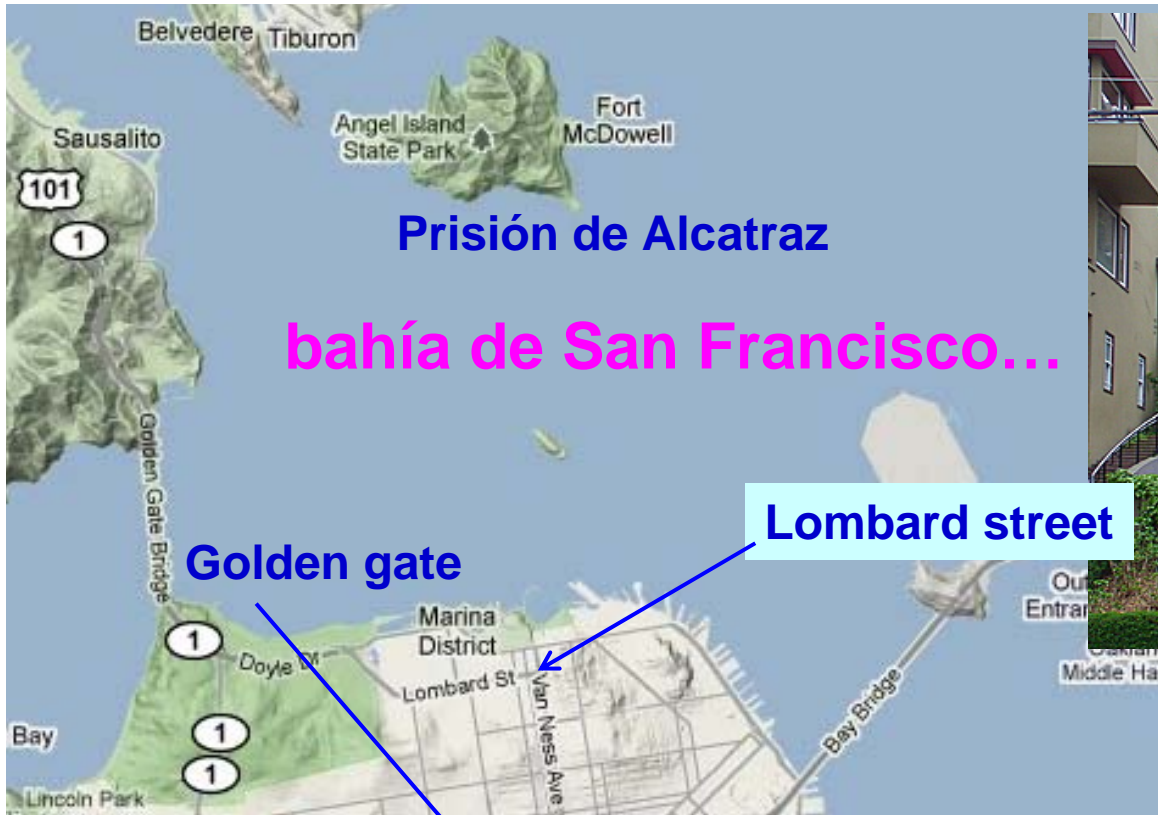 Belvedere Tiburon
Angel Island
State Park
Fort
McDowell
Sausalito
101
1
Prisión de Alcatraz
bahía de San Francisco…
Golden Gate Bridge
Lombard street
Golden gate
Marina
District
1
Doyle Dr
Lombard St
Van Ness Ave
Bay Bridge
Middle Ha
Bay
1
1
Lincoln Park